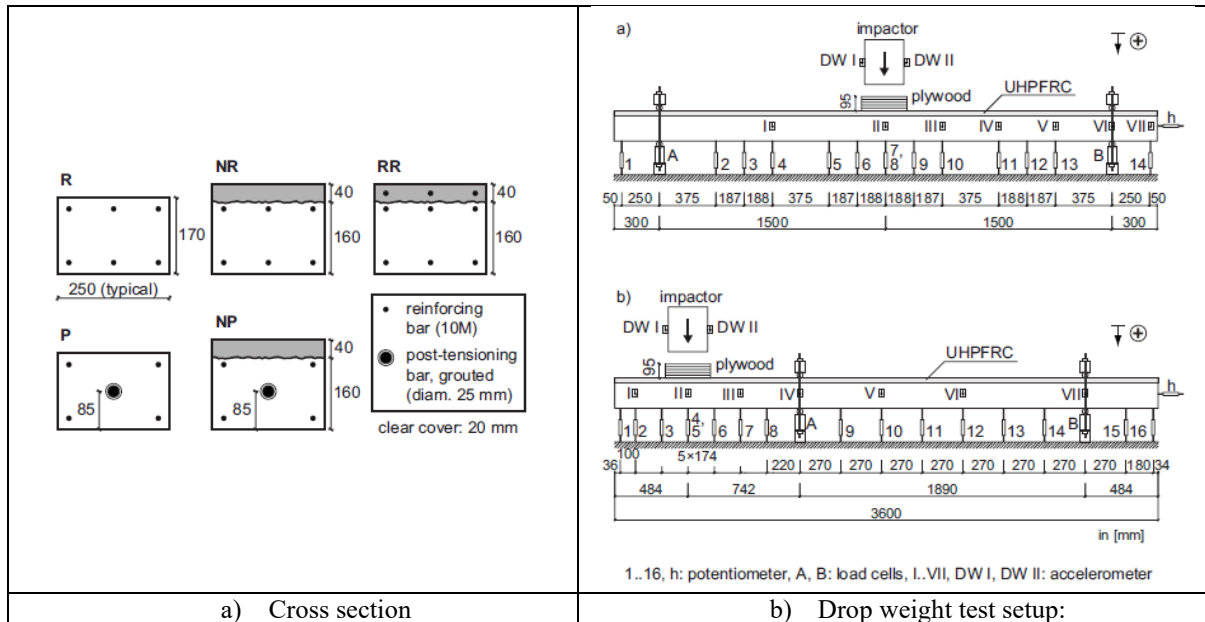 R
NR
RR
40
40
170
160
160
250 (typical)
P
NP
40
85
85
160
reinforcing
bar (10M)
post-tensioning
bar, grouted
(diam. 25 mm)
clear cover: 20 mm
a) Cross section
a)
impactor
DW I
DW II
95
plywood
UHPFRC
h
I II III IV V VI VII
1 A 2 3 4 5 6 7, 8 9 10 11 12 13 B 14
50 250 375 187 188 375 187 188 188 187 375 188 187 375 250 50
300 1500 1500 300
b)
impactor
DW I
DW II
95
plywood
UHPFRC
h
I II III IV V VI VII
1 2 3 4, 5 6 7 8 A 9 10 11 12 13 14 B 15 16
100
36 5×174 220 270 270 270 270 270 270 270 180 34
484 742 1890 484
3600
in [mm]
1..16, h: potentiometer, A, B: load cells, I..VII, DW I, DW II: accelerometer
b) Drop weight test setup: